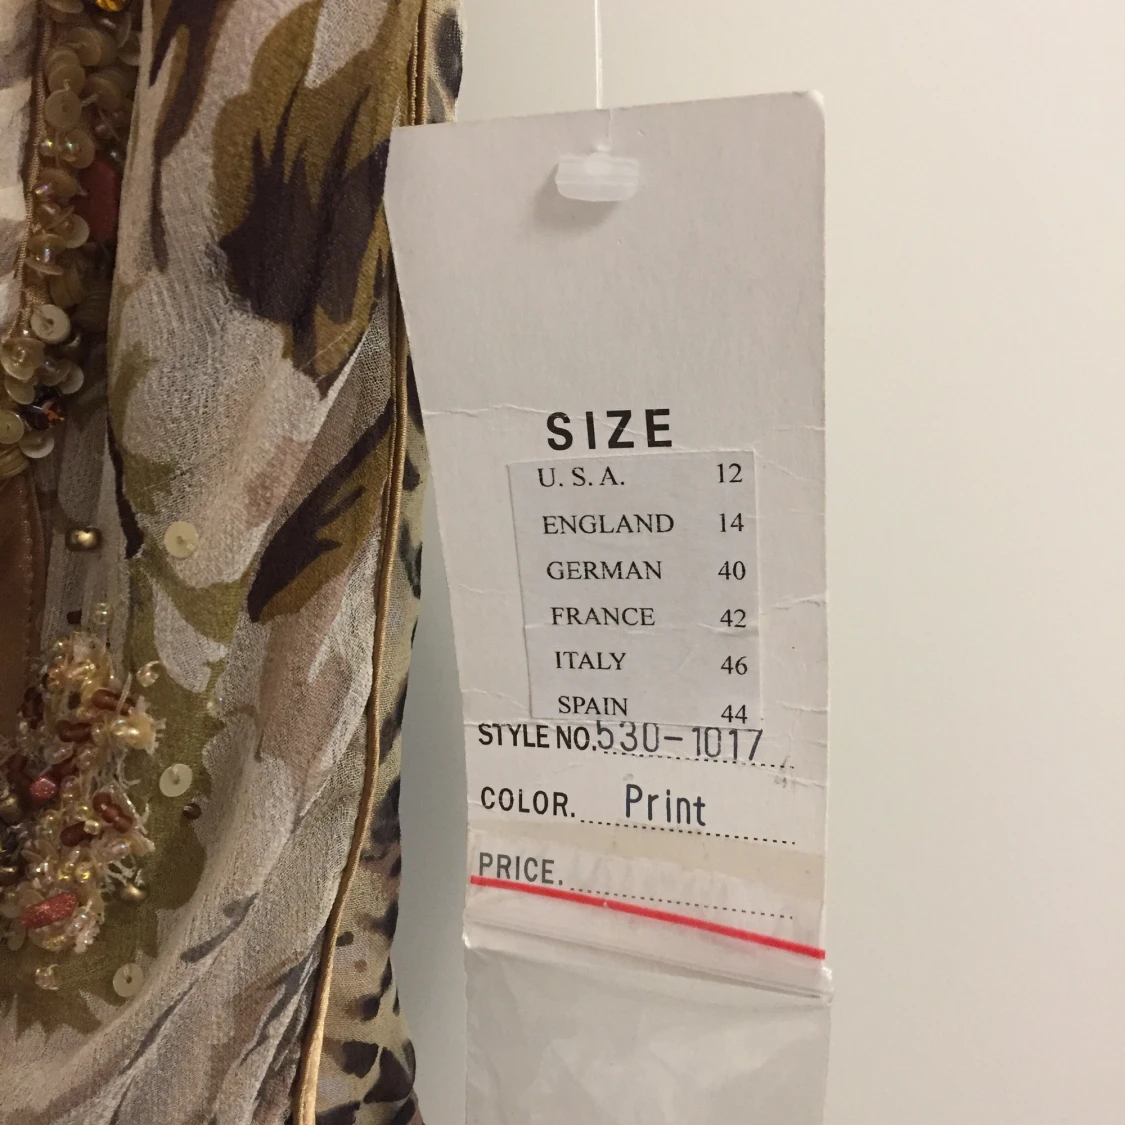 SIZE
U. S. A. 12
ENGLAND 14
GERMAN 40
FRANCE 42
ITALY 46
SPAIN 44
STYLE NO. 530-1017
COLOR. Print
PRICE.